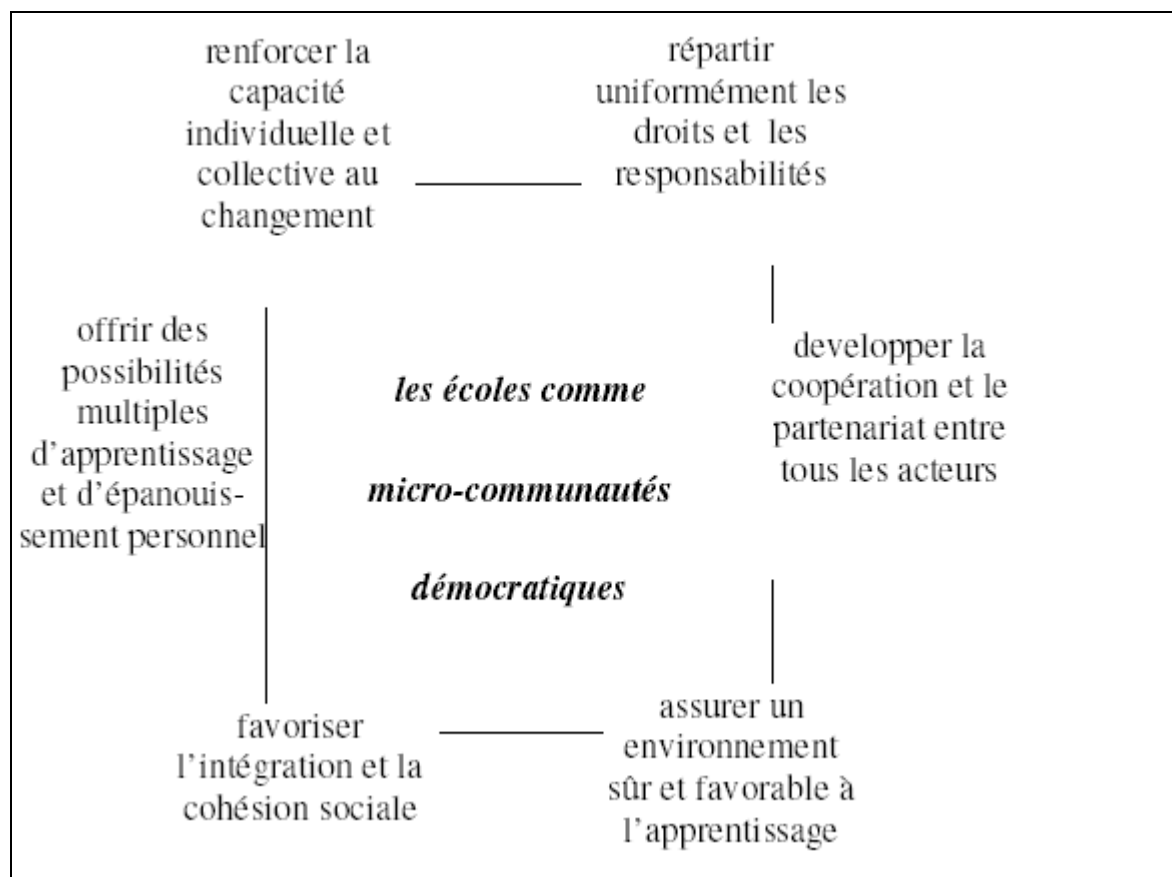 renforcer la
capacité
individuelle et
collective au
changement
répartir
uniformément les
droits et les
responsabilités
offrir des
possibilités
multiples
d’apprentissage
et d’épanouis-
sement personnel
les écoles comme
micro-communautés
démocratiques
developper la
coopération et le
partenariat entre
tous les acteurs
favoriser
l’intégration et la
cohésion sociale
assurer un
environnement
sûr et favorable à
l’apprentissage